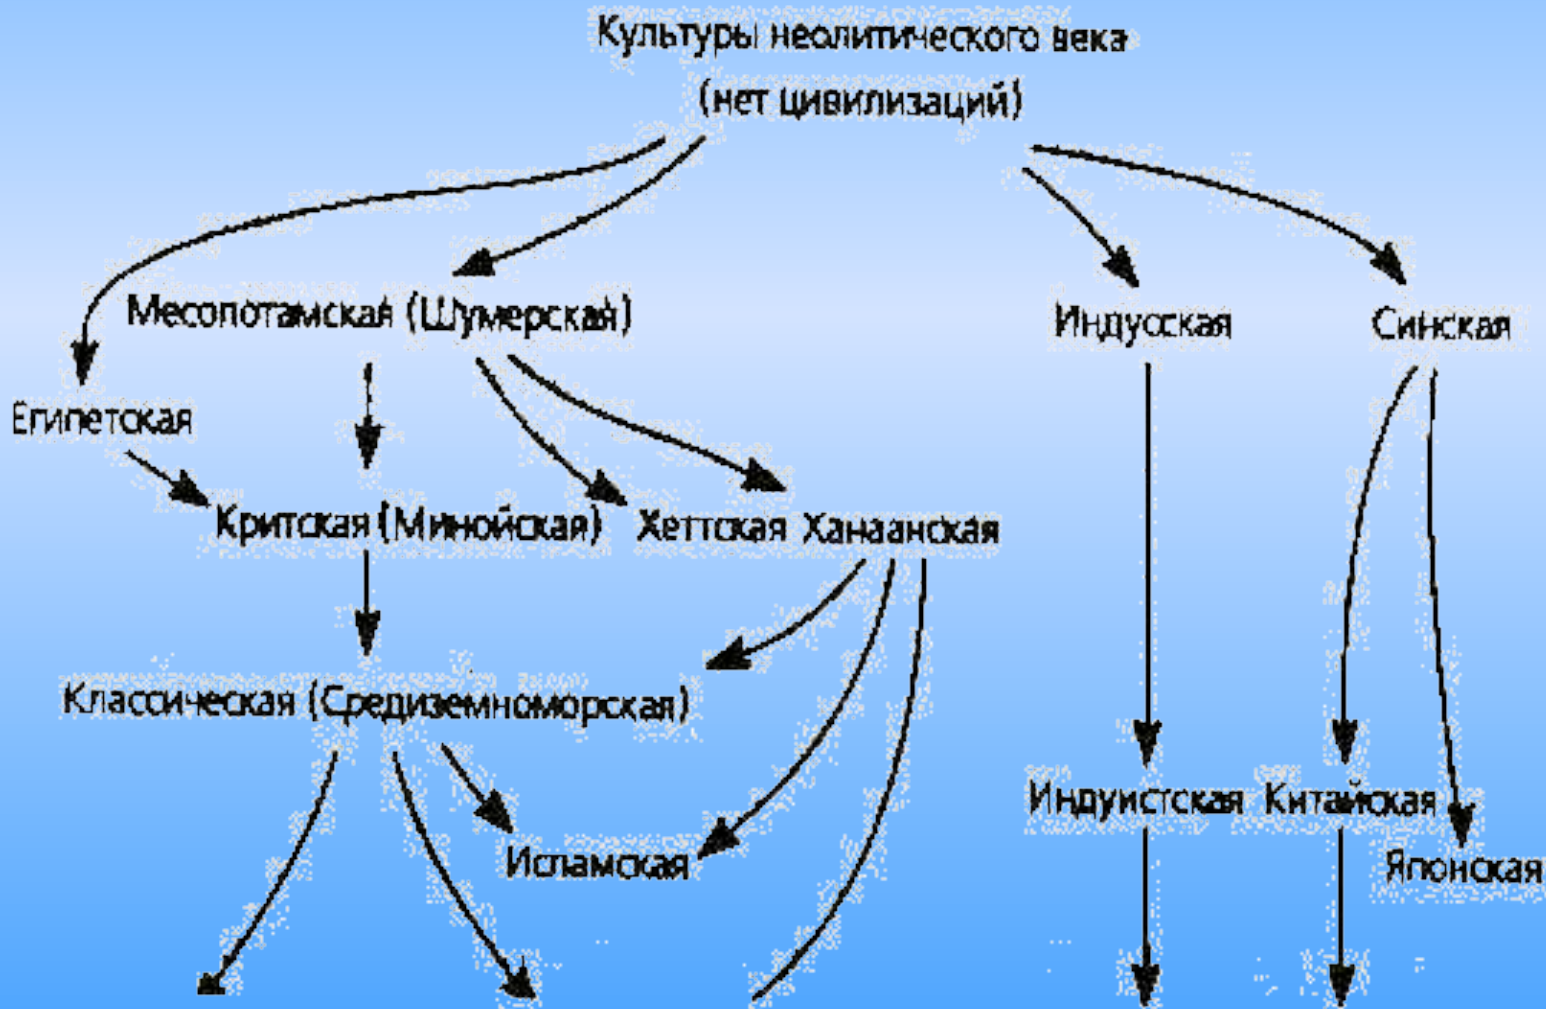 Культуры неолитического века
(нет цивилизаций)
Месопотамская (Шумерская)
Индусская
Синская
Египетская
Критская (Минойская)
Хеттская
Ханаанская
Классическая (Средиземноморская)
Индуистская
Китайская
Исламская
Японская